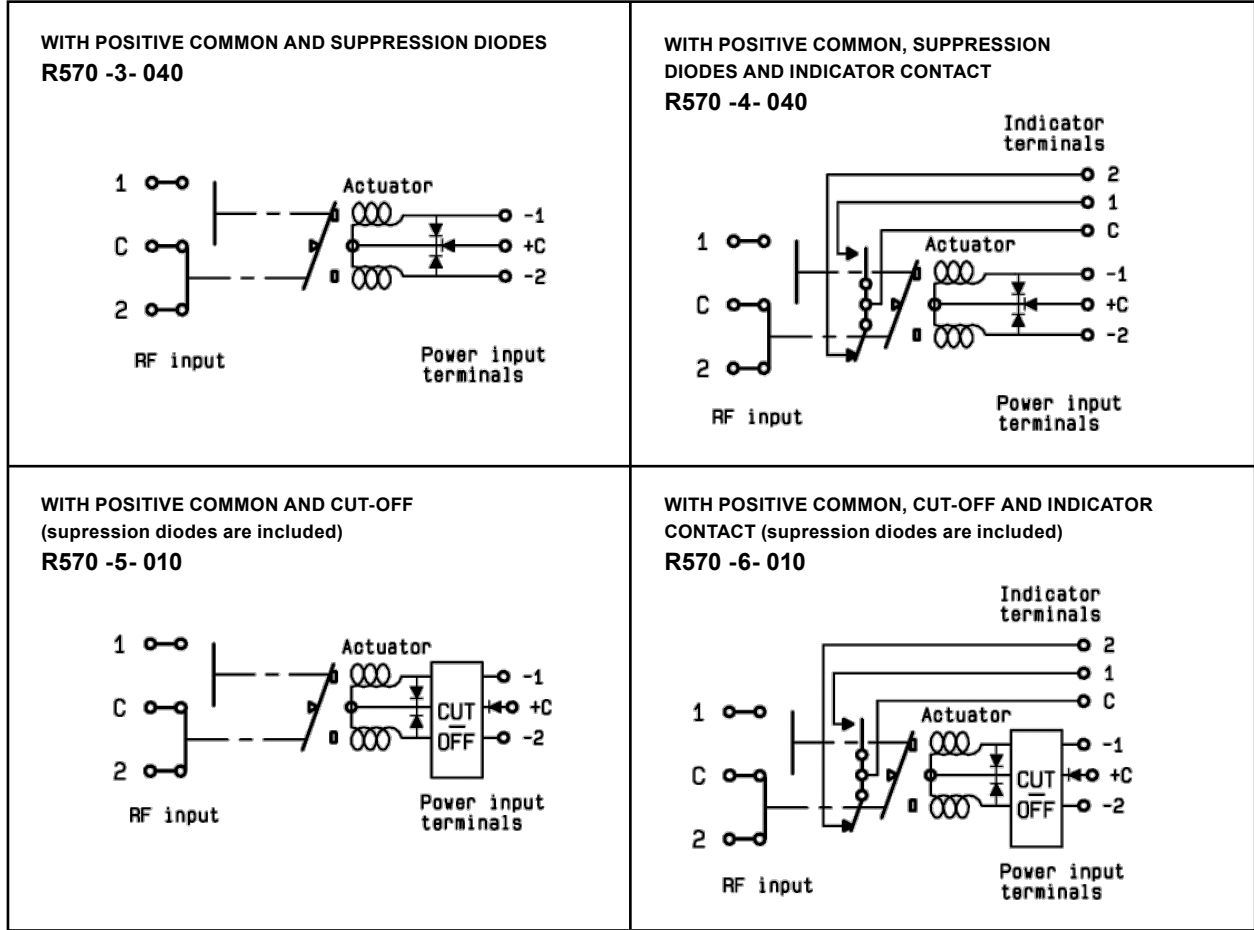 WITH POSITIVE COMMON AND SUPPRESSION DIODES
R570 -3- 040
1
Actuator
-1
C
+C
-2
2
RF input
Power input
terminals
WITH POSITIVE COMMON, SUPPRESSION
DIODES AND INDICATOR CONTACT
R570 -4- 040
Indicator
terminals
2
1
C
1
Actuator
-1
C
+C
-2
2
RF input
Power input
terminals
WITH POSITIVE COMMON AND CUT-OFF
(supression diodes are included)
R570 -5- 010
1
Actuator
-1
C
CUT
+C
OFF
-2
2
RF input
Power input
terminals
WITH POSITIVE COMMON, CUT-OFF AND INDICATOR
CONTACT (supression diodes are included)
R570 -6- 010
Indicator
terminals
2
1
C
1
Actuator
-1
C
CUT
+C
OFF
-2
2
RF input
Power input
terminals